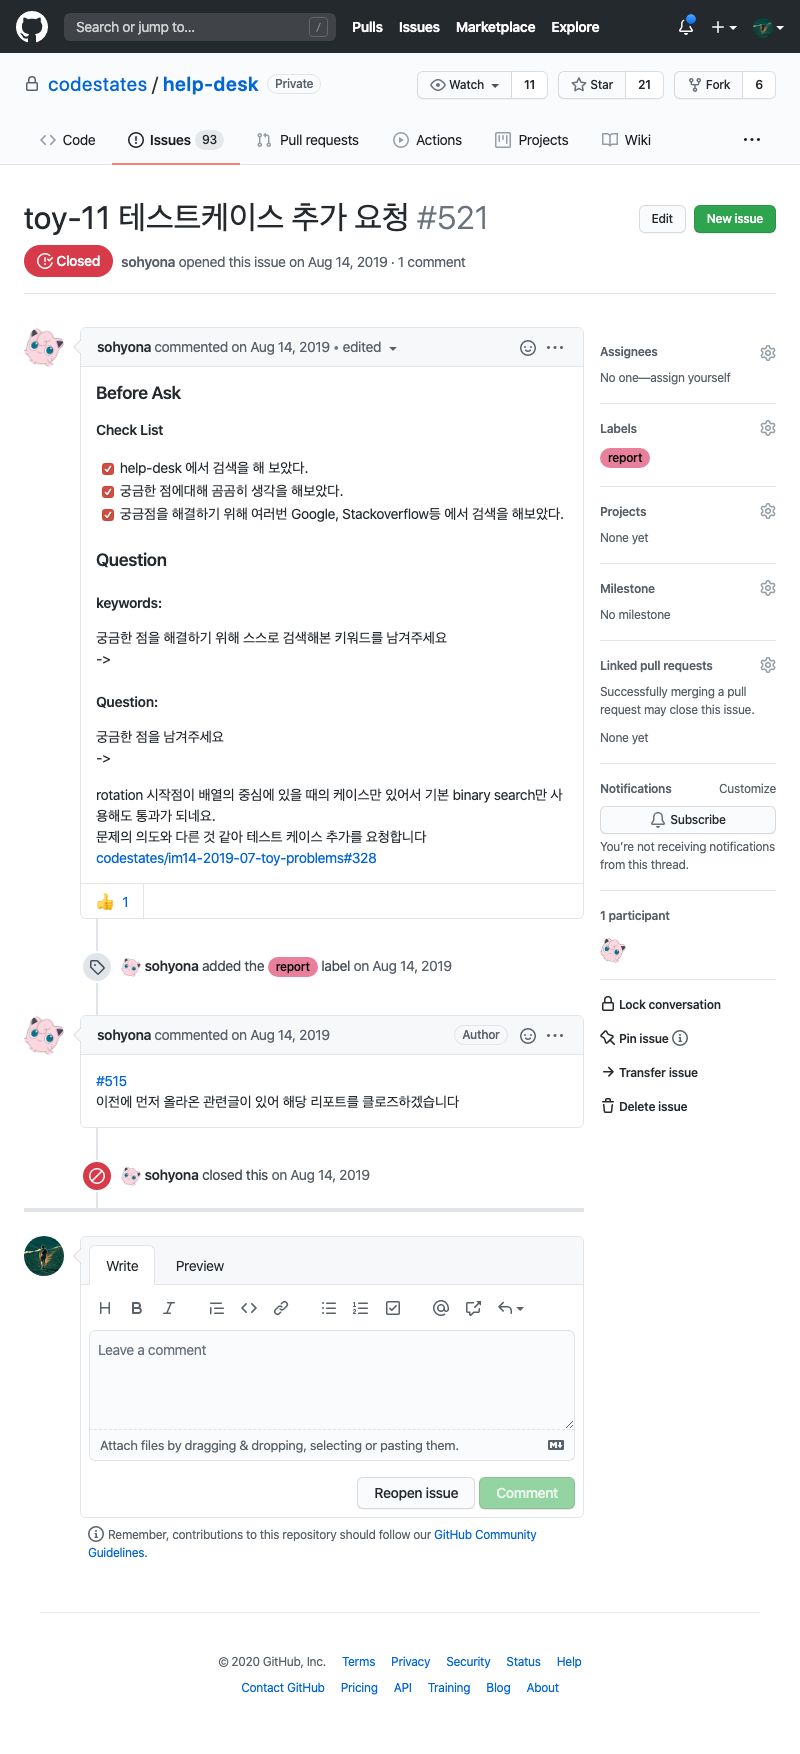 Search or jump to...
/
Pulls
Issues
Marketplace
Explore
codestates / help-desk
Private
Watch
11
Star
21
Fork
6
Code
Issues 93
Pull requests
Actions
Projects
Wiki
toy-11 테스트케이스 추가 요청 #521
Edit
New issue
Closed
sohyona opened this issue on Aug 14, 2019 · 1 comment
sohyona commented on Aug 14, 2019 • edited
Before Ask
Check List
help-desk 에서 검색을 해 보았다.
궁금한 점에대해 곰곰히 생각을 해보았다.
궁금점을 해결하기 위해 여러번 Google, Stackoverflow등 에서 검색을 해보았다.
Question
keywords:
궁금한 점을 해결하기 위해 스스로 검색해본 키워드를 남겨주세요
->
Question:
궁금한 점을 남겨주세요
->
rotation 시작점이 배열의 중심에 있을 때의 케이스만 있어서 기본 binary search만 사
용해도 통과가 되네요.
문제의 의도와 다른 것 같아 테스트 케이스 추가를 요청합니다
codestates/im14-2019-07-toy-problems#328
👍 1
sohyona added the report label on Aug 14, 2019
sohyona commented on Aug 14, 2019
Author
#515
이전에 먼저 올라온 관련글이 있어 해당 리포트를 클로즈하겠습니다
sohyona closed this on Aug 14, 2019
Write
Preview
H B I
Leave a comment
Attach files by dragging & dropping, selecting or pasting them.
Reopen issue
Comment
Remember, contributions to this repository should follow our GitHub Community
Guidelines.
Assignees
No one—assign yourself
Labels
report
Projects
None yet
Milestone
No milestone
Linked pull requests
Successfully merging a pull
request may close this issue.
None yet
Notifications
Customize
Subscribe
You're not receiving notifications
from this thread.
1 participant
Lock conversation
Pin issue
Transfer issue
Delete issue
© 2020 GitHub, Inc.
Terms
Privacy
Security
Status
Help
Contact GitHub
Pricing
API
Training
Blog
About